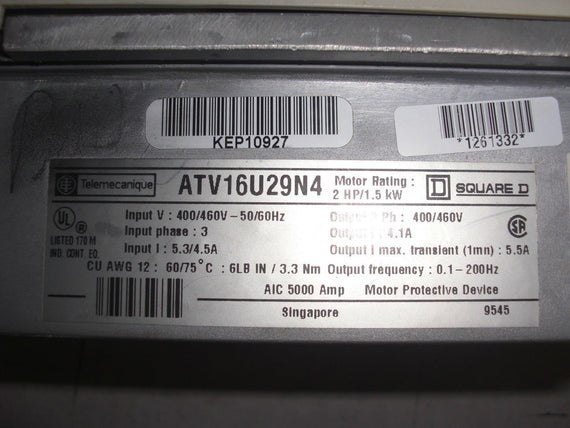 KEP10927
*1261332*
Telemecanique ATV16U29N4 Motor Rating : 2 HP/1.5 kW D SQUARE D
UL ® Input V : 400/460V-50/60Hz 3 Ph : 400/460V SA
LISTED 170 M Input phase : 3 4.1A
IND. CONT. EQ. Input I : 5.3/4.5A Output I max. transient (1mn) : 5.5A
CU AWG 12 : 60/75°C : 6LB IN / 3.3 Nm Output frequency : 0.1-200Hz
AIC 5000 Amp Motor Protective Device
Singapore 9545